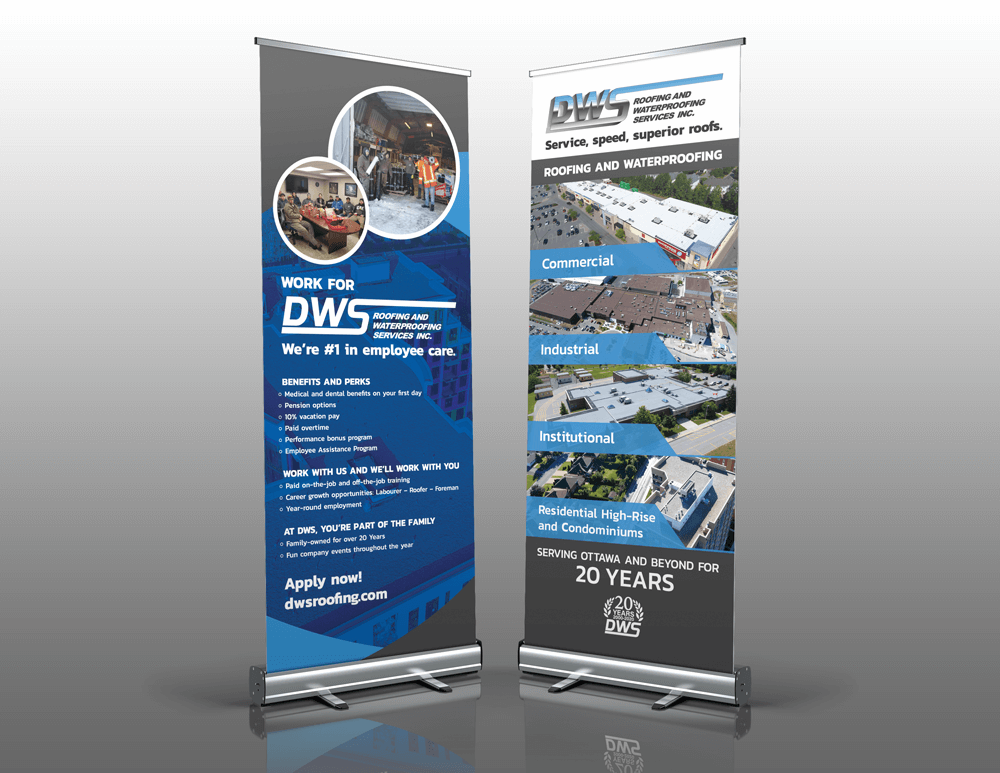 WORK FOR
DWS ROOFING AND
WATERPROOFING
SERVICES INC.
We're #1 in employee care.
BENEFITS AND PERKS
○ Medical and dental benefits on your first day
○ Pension options
○ 10% vacation pay
○ Paid overtime
○ Performance bonus program
○ Employee Assistance Program
WORK WITH US AND WE'LL WORK WITH YOU
○ Paid on-the-job and off-the-job training
○ Career growth opportunities: Labourer – Roofer – Foreman
○ Year-round employment
AT DWS, YOU'RE PART OF THE FAMILY
○ Family-owned for over 20 Years
○ Fun company events throughout the year
Apply now!
dwsroofing.com
DWS ROOFING AND
WATERPROOFING
SERVICES INC.
Service, speed, superior roofs.
ROOFING AND WATERPROOFING
Commercial
Industrial
Institutional
Residential High-Rise
and Condominiums
SERVING OTTAWA AND BEYOND FOR
20 YEARS
20
YEARS
2000-2020
DWS